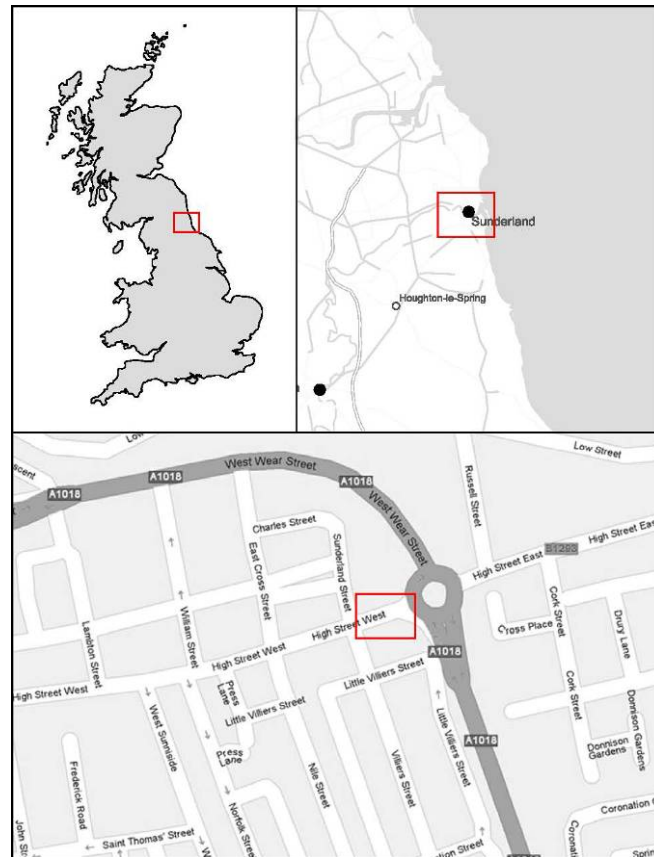 Sunderland
Houghton-le-Spring
Low Street
West Wear Street
A1018
A1018
A1018
West Wear Street
Russell Street
High Street East
B1293
High Street East
Charles Street
Sunderland Street
East Cross Street
William Street
Lambton Street
High Street West
High Street West
High Street West
Cross Place
Cork Street
Drury Lane
A1018
Little Villiers Street
Press Lane
Little Villiers Street
Little Villiers Street
Cork Street
Donnison Gardens
Donnison Gardens
A1018
Press Lane
West Sunniside
Nile Street
Villiers Street
Norfolk Street
Frederick Road
Saint Thomas' Street
John Street
Coronation
A1018